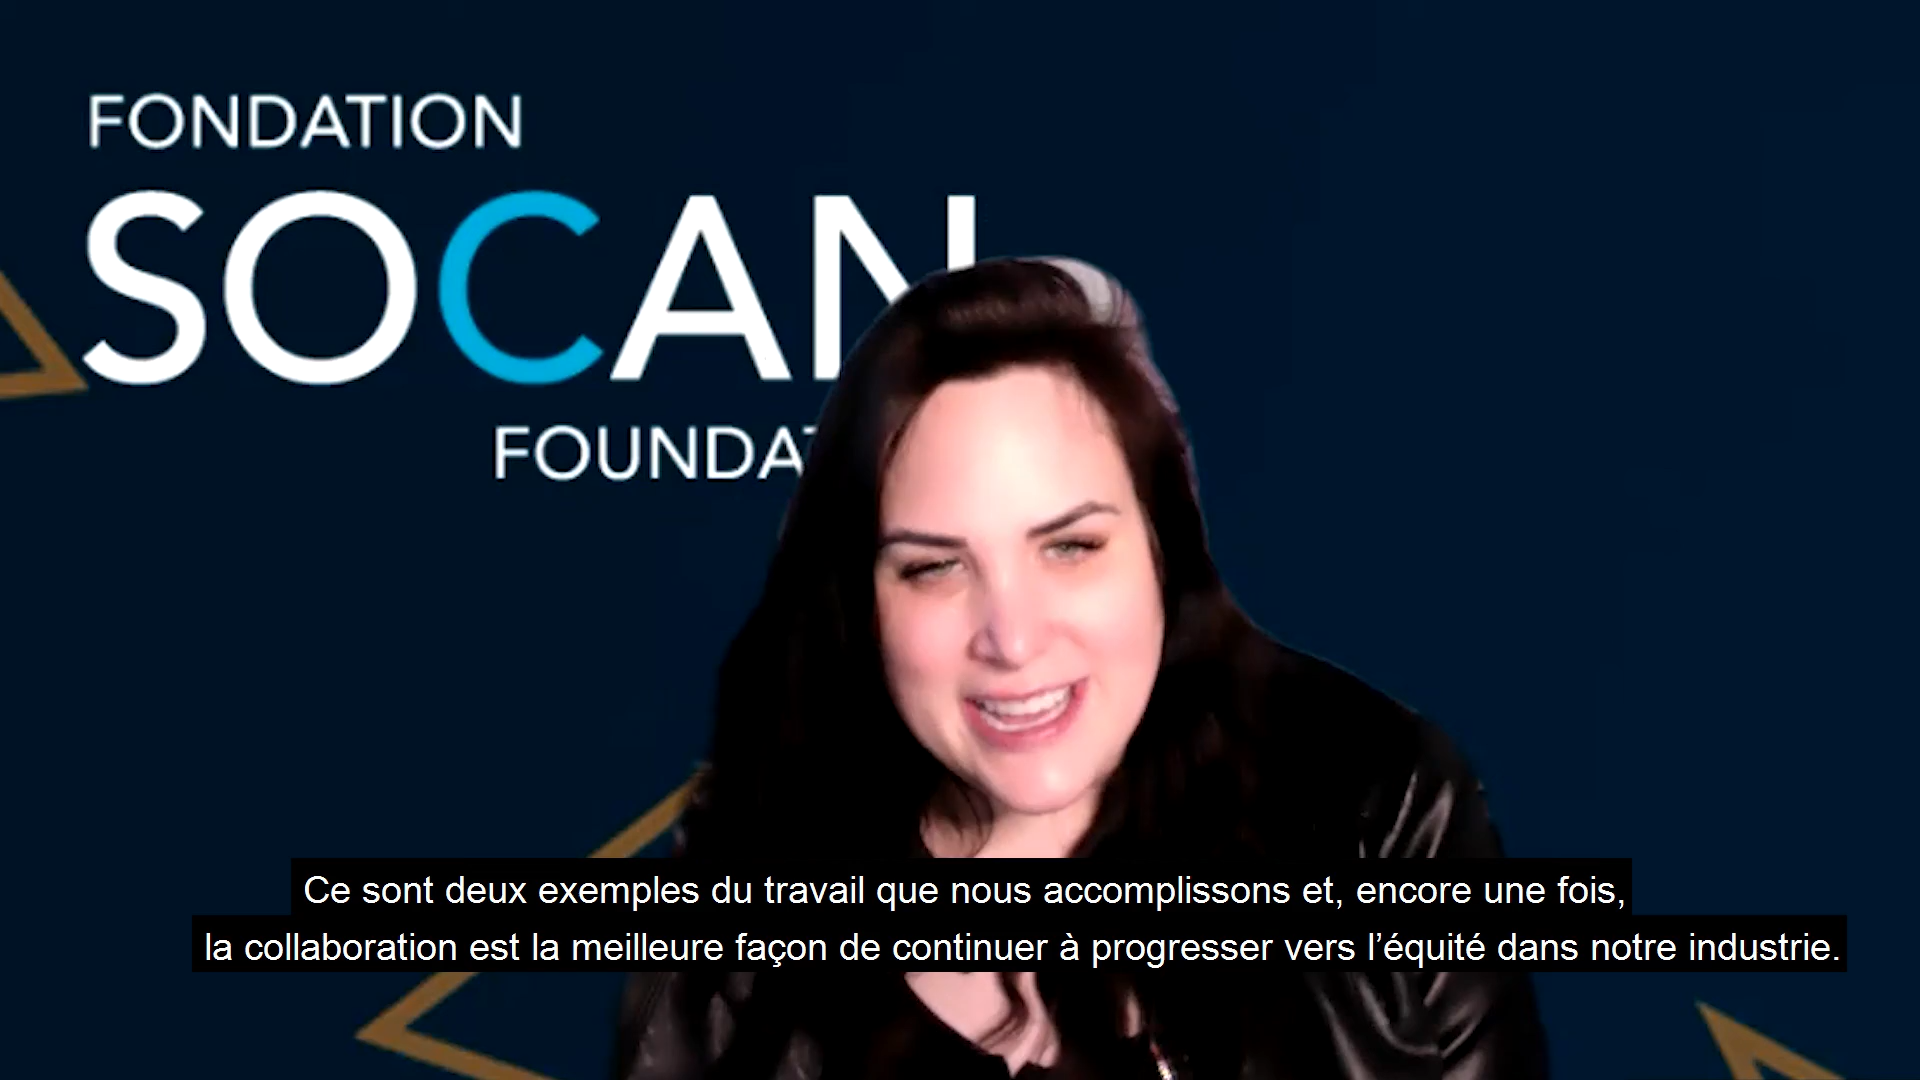 FONDATION
SOCAN
FOUNDAT
Ce sont deux exemples du travail que nous accomplissons et, encore une fois,
la collaboration est la meilleure façon de continuer à progresser vers l’équité dans notre industrie.